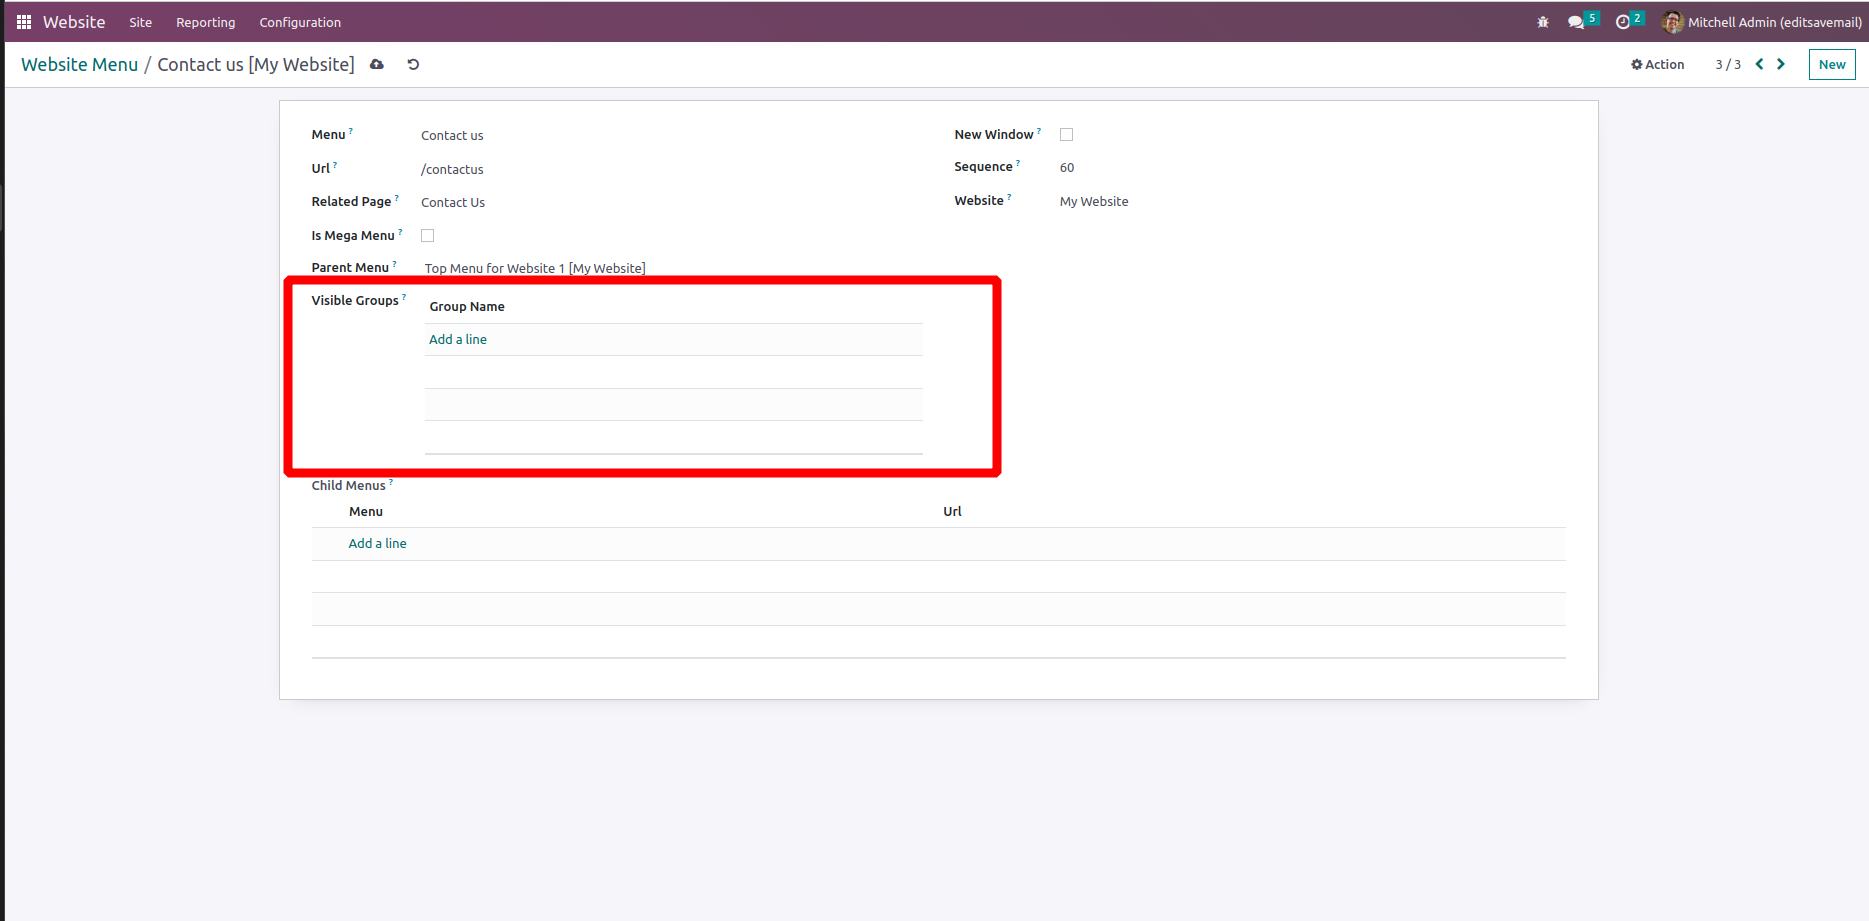 Website Site Reporting Configuration 5 2 Mitchell Admin (editsavemail)
Website Menu / Contact us [My Website] Action 3 / 3 New
Menu ? Contact us New Window ?
Url ? /contactus Sequence ? 60
Related Page ? Contact Us Website ? My Website
Is Mega Menu ?
Parent Menu ? Top Menu for Website 1 [My Website]
Visible Groups ? Group Name
Add a line
Child Menus ?
Menu Url
Add a line